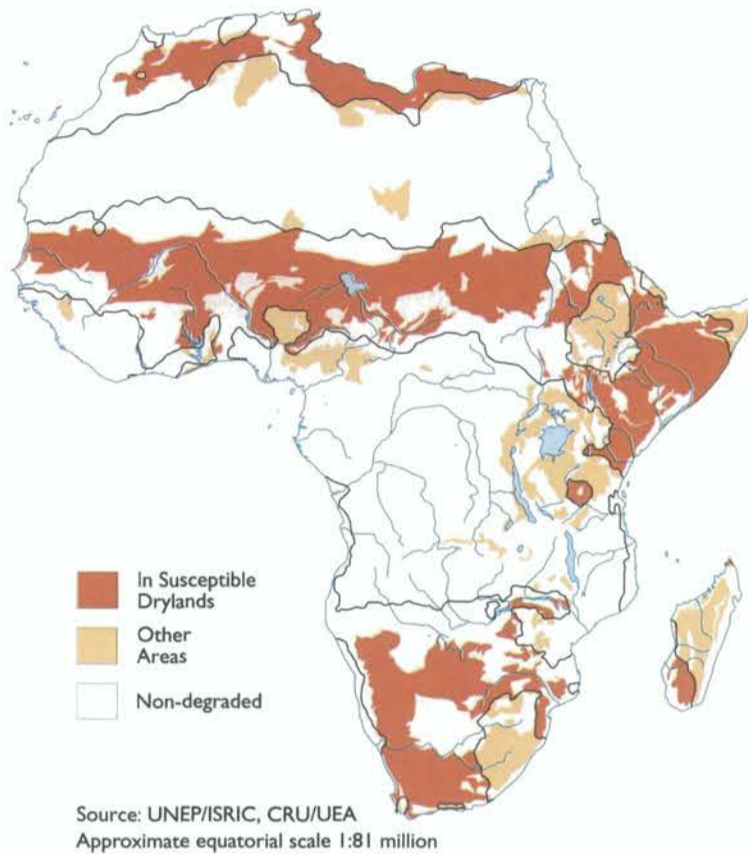 In Susceptible
Drylands
Other
Areas
Non-degraded
Source: UNEP/ISRIC, CRU/UEA
Approximate equatorial scale 1:81 million